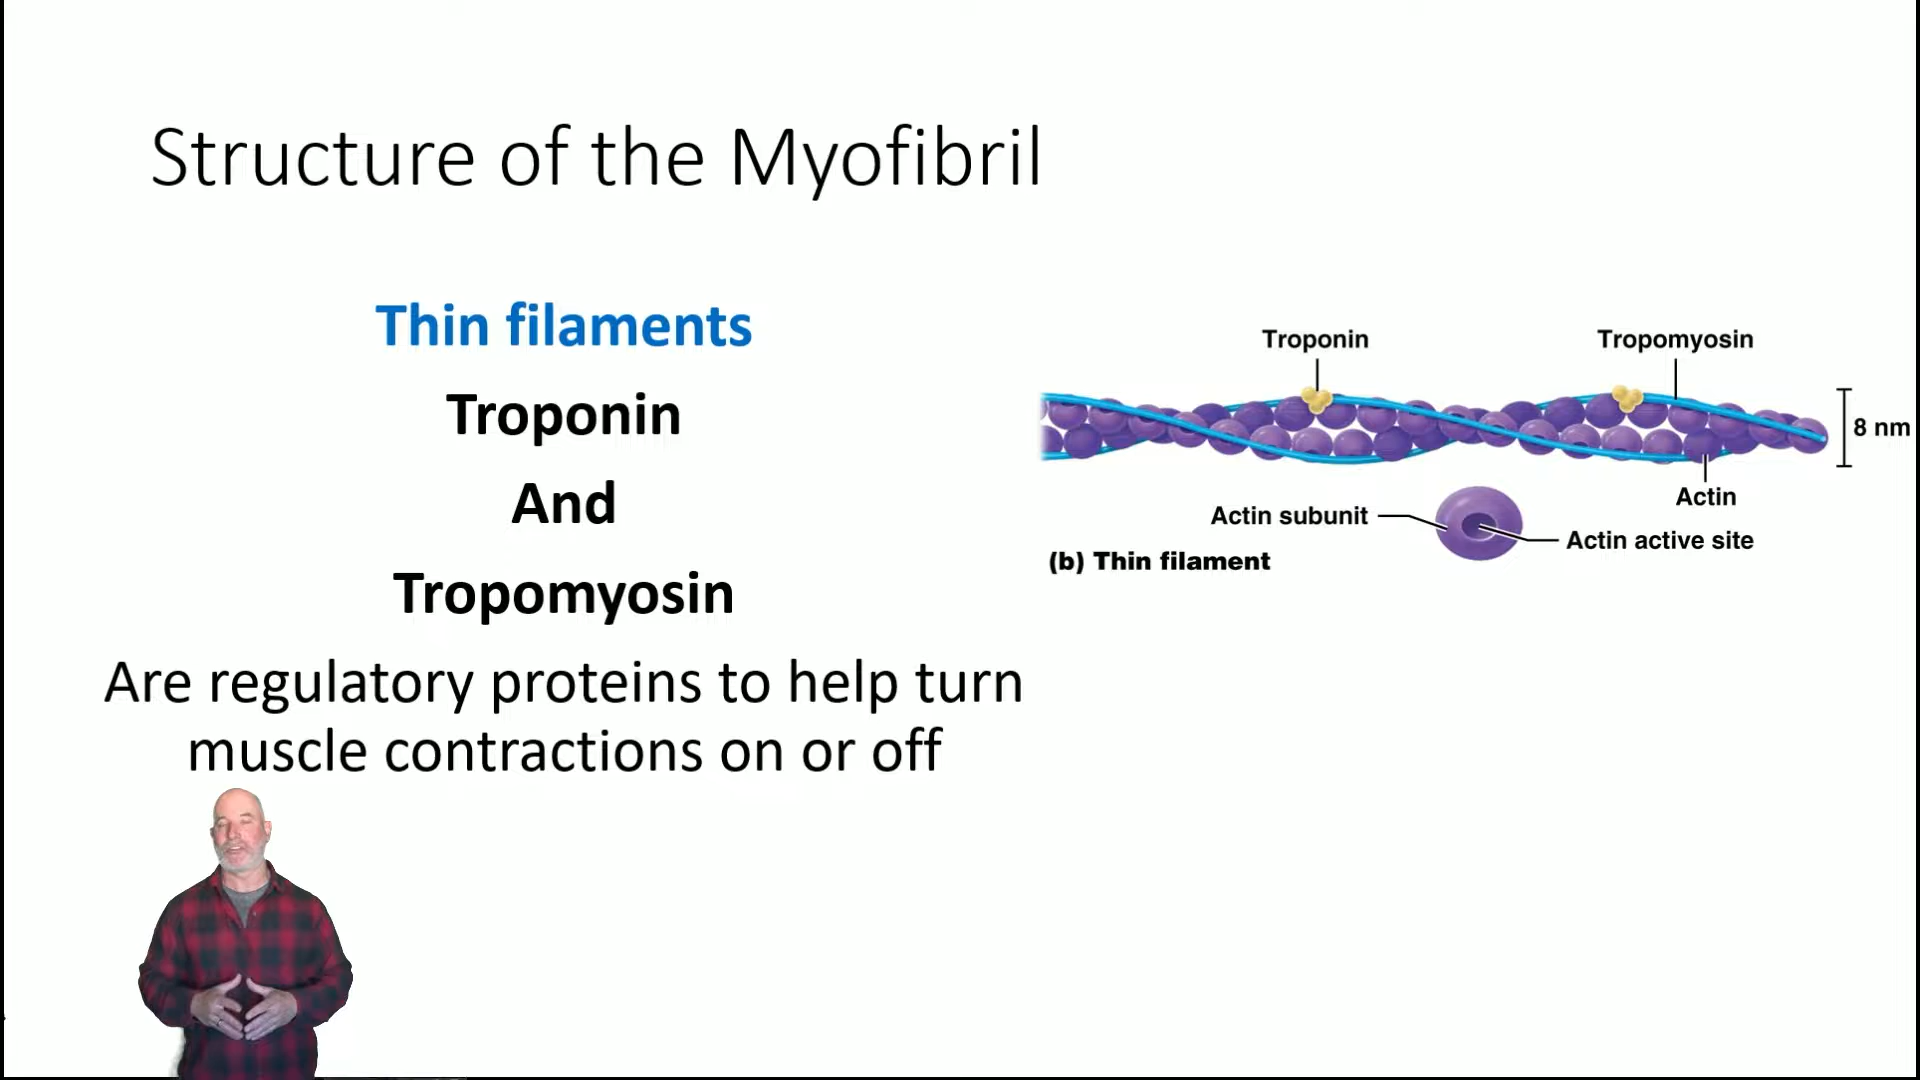 Structure of the Myofibril
Thin filaments
Troponin
And
Tropomyosin
Are regulatory proteins to help turn
muscle contractions on or off
Troponin
Tropomyosin
8 nm
Actin
Actin subunit
Actin active site
(b) Thin filament